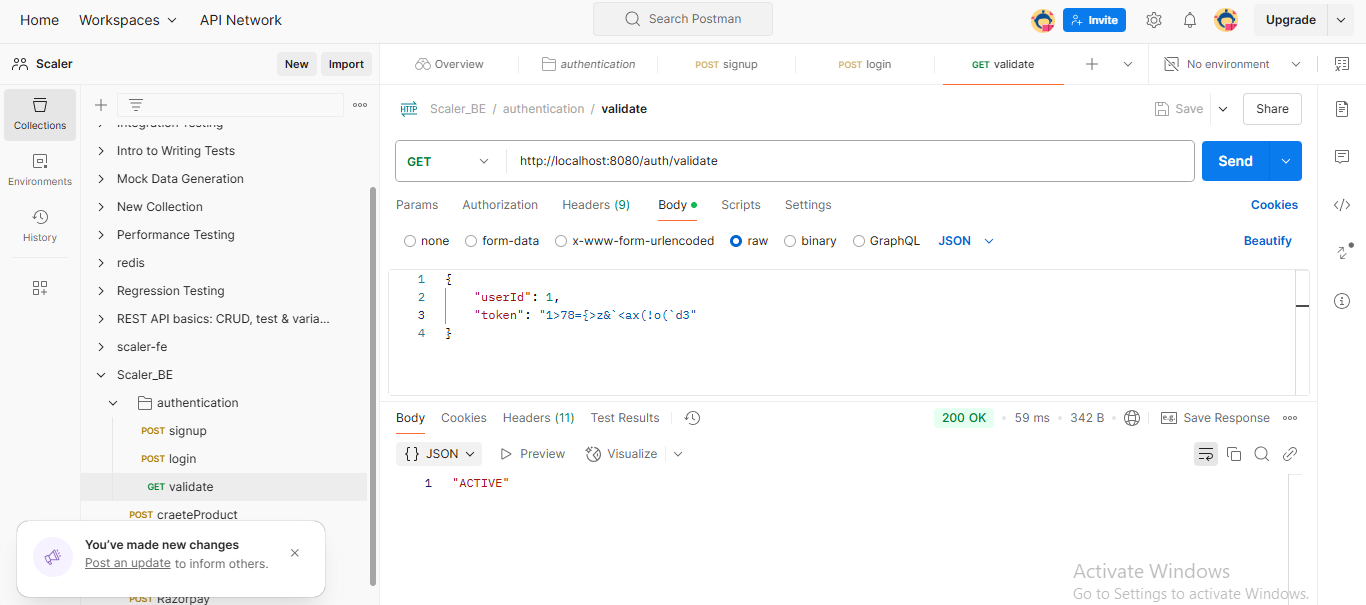 Home Workspaces API Network Search Postman Invite Upgrade
Scaler New Import Overview authentication POST signup POST login GET validate No environment
Collections
Environments
History
Integration Testing
Intro to Writing Tests
Mock Data Generation
New Collection
Performance Testing
redis
Regression Testing
REST API basics: CRUD, test & varia...
scaler-fe
Scaler_BE
authentication
POST signup
POST login
GET validate
POST craeteProduct
POST Razorpay
You've made new changes
Post an update to inform others.
HTTP Scaler_BE / authentication / validate Save Share
GET http://localhost:8080/auth/validate Send
Params Authorization Headers (9) Body Scripts Settings Cookies
none form-data x-www-form-urlencoded raw binary GraphQL JSON Beautify
1 {
2 "userId": 1,
3 "token": "1>78={>z&`<ax(!o(`d3"
4 }
Body Cookies Headers (11) Test Results 200 OK 59 ms 342 B e.g. Save Response
{} JSON Preview Visualize
1 "ACTIVE"
Activate Windows
Go to Settings to activate Windows.